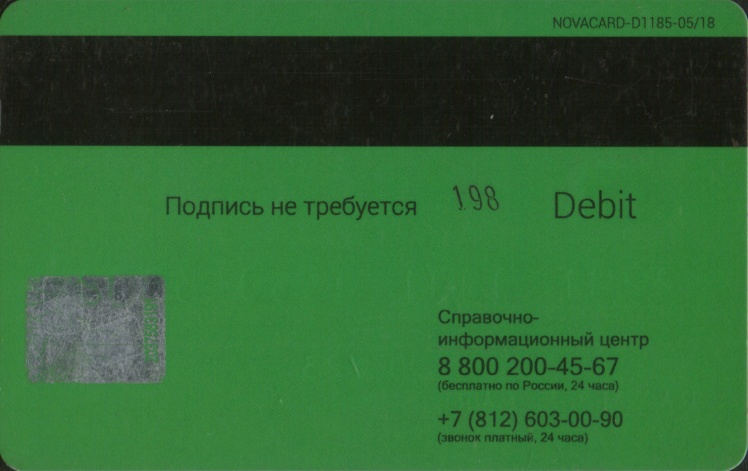 NOVACARD-D1185-05/18
Подпись не требуется 198 Debit
Справочно-
информационный центр
8 800 200-45-67
(бесплатно по России, 24 часа)
+7 (812) 603-00-90
(звонок платный, 24 часа)